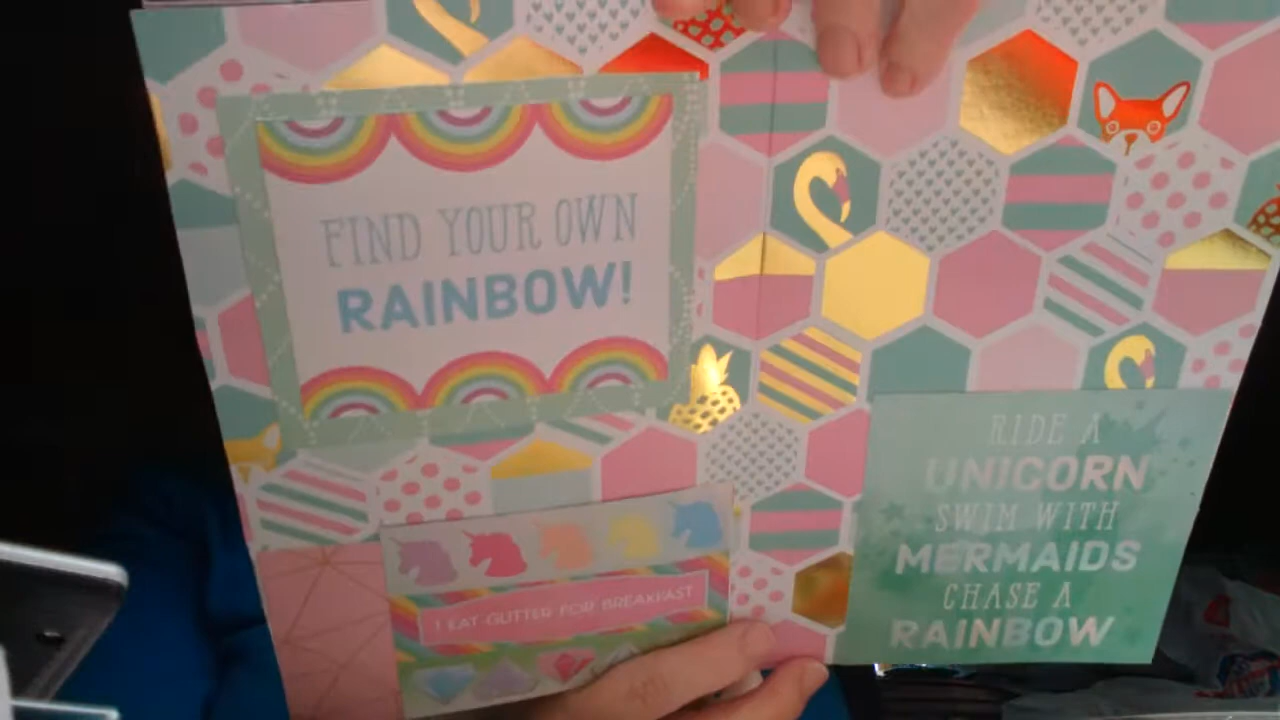 FIND YOUR OWN
RAINBOW!
I EAT GLITTER FOR BREAKFAST
RIDE A
UNICORN
SWIM WITH
MERMAIDS
CHASE A
RAINBOW